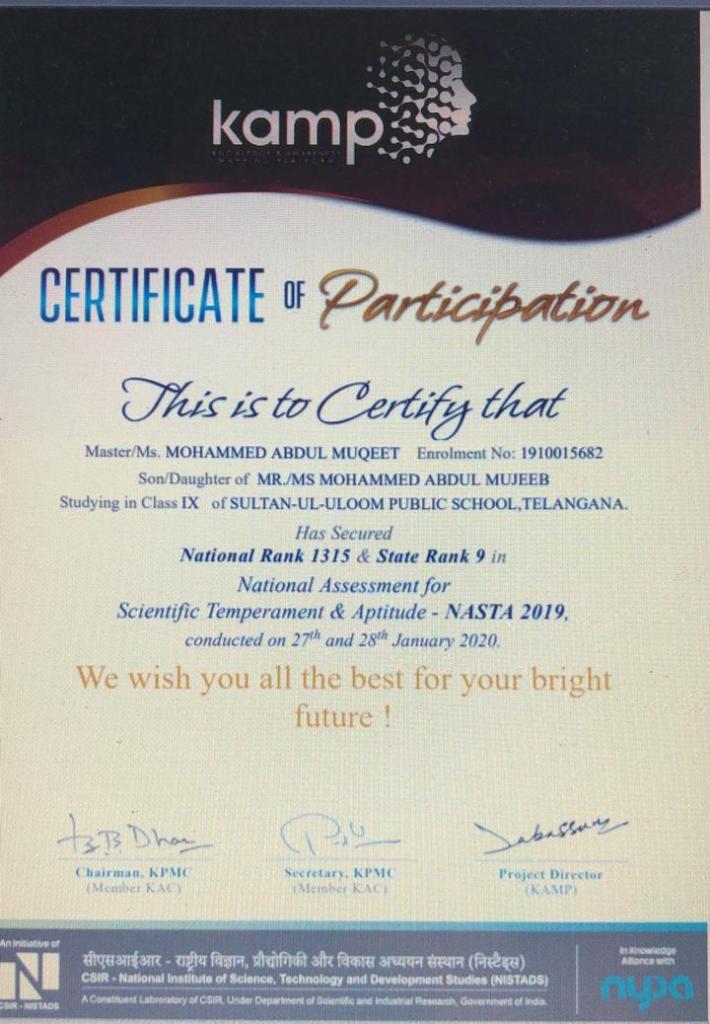 kamp
KNOWLEDGE & AWARENESS
MAPPING PLATFORM
CERTIFICATE OF Participation
This is to Certify that
Master/Ms. MOHAMMED ABDUL MUQEET Enrolment No: 1910015682
Son/Daughter of MR./MS MOHAMMED ABDUL MUJEEB
Studying in Class IX of SULTAN-UL-ULOOM PUBLIC SCHOOL,TELANGANA.
Has Secured
National Rank 1315 & State Rank 9 in
National Assessment for
Scientific Temperament & Aptitude - NASTA 2019,
conducted on 27th and 28th January 2020.
We wish you all the best for your bright
future !
Chairman, KPMC
(Member KAC)
Secretary, KPMC
(Member KAC)
Project Director
(KAMP)
An Initiative of
CSIR - NISTADS
सीएसआईआर - राष्ट्रीय विज्ञान, प्रौद्योगिकी और विकास अध्ययन संस्थान (निस्टैड्स)
CSIR - National Institute of Science, Technology and Development Studies (NISTADS)
A Constituent Laboratory of CSIR, Under Department of Scientific and Industrial Research, Government of India.
In Knowledge
Alliance with
nypa